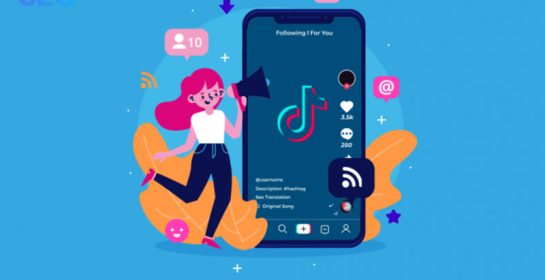 Following | For You
10
@
3.5k
250
@username
Description #hashtag
See Translation
Original Song